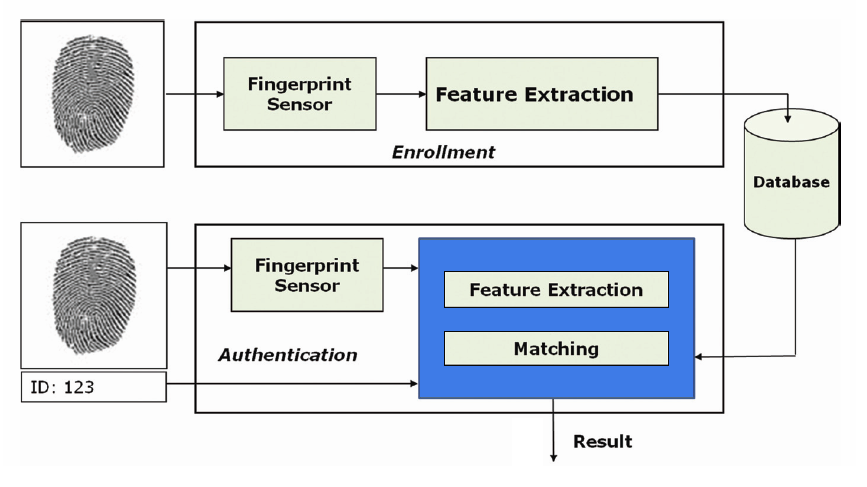 Fingerprint
Sensor
Feature Extraction
Enrollment
Database
Fingerprint
Sensor
Feature Extraction
Matching
Authentication
ID: 123
Result